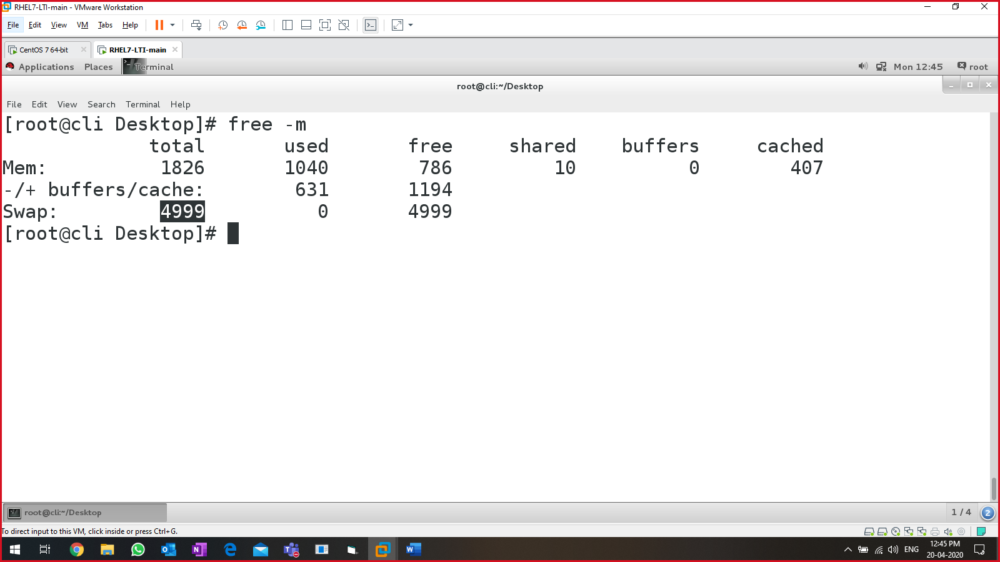 RHEL7-LTI-main - VMware Workstation
File Edit View VM Tabs Help
CentOS 7 64-bit RHEL7-LTI-main
Applications Places Terminal Mon 12:45 root
root@cli:~/Desktop
File Edit View Search Terminal Help
[root@cli Desktop]# free -m
total used free shared buffers cached
Mem: 1826 1040 786 10 0 407
-/+ buffers/cache: 631 1194
Swap: 4999 0 4999
[root@cli Desktop]#
root@cli:~/Desktop 1 / 4 2
To direct input to this VM, click inside or press Ctrl+G.
ENG 12:45 PM
20-04-2020